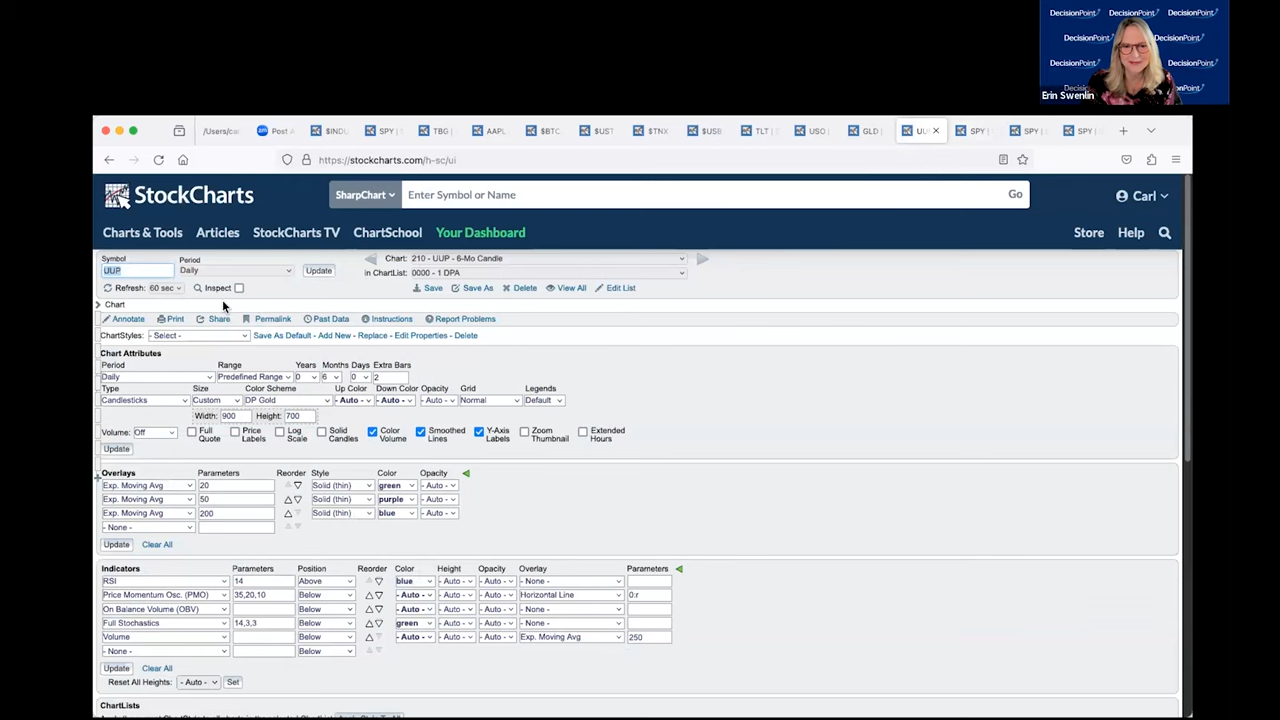 DecisionPoint DecisionPoint DecisionPoint
DecisionPoint DecisionPoint
DecisionPoint DecisionPoint
Erin Swenlin
/Users/ca $IND SPY | TBG | AAPL $BTC $UST $TNX $USB TLT | USO GLD UU SPY | SPY | SPY |
https://stockcharts.com/h-sc/ui
StockCharts SharpChart Enter Symbol or Name Go Carl
Charts & Tools Articles StockCharts TV ChartSchool Your Dashboard Store Help
Symbol Period Chart: 210 - UUP - 6-Mo Candle
UUP Daily Update in ChartList: 0000 - 1 DPA
Refresh: 60 sec Inspect Save Save As Delete View All Edit List
Chart
Annotate Print Share Permalink Past Data Instructions Report Problems
ChartStyles: - Select - Save As Default - Add New - Replace - Edit Properties - Delete
Chart Attributes
Period Range Years Months Days Extra Bars
Daily Predefined Range 0 6 0 2
Type Size Color Scheme Up Color Down Color Opacity Grid Legends
Candlesticks Custom DP Gold - Auto - - Auto - - Auto - Normal Default
Width: 900 Height: 700
Volume: Off Full Quote Price Labels Log Scale Solid Candles Color Volume Smoothed Lines Y-Axis Labels Zoom Thumbnail Extended Hours
Update
Overlays Parameters Reorder Style Color Opacity
Exp. Moving Avg 20 Solid (thin) green - Auto -
Exp. Moving Avg 50 Solid (thin) purple - Auto -
Exp. Moving Avg 200 Solid (thin) blue - Auto -
- None -
Update Clear All
Indicators Parameters Position Reorder Color Height Opacity Overlay Parameters
RSI 14 Above blue - Auto - - Auto - - None -
Price Momentum Osc. (PMO) 35,20,10 Below - Auto - - Auto - - Auto - Horizontal Line 0:r
On Balance Volume (OBV) Below - Auto - - Auto - - Auto - - None -
Full Stochastics 14,3,3 Below green - Auto - - Auto - - None -
Volume Below - Auto - - Auto - - Auto - Exp. Moving Avg 250
- None - Below
Update Clear All
Reset All Heights: - Auto - Set
ChartLists